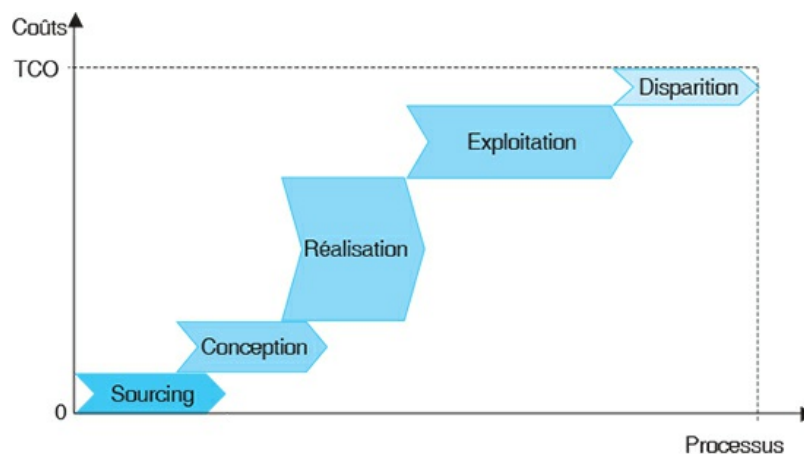 Coûts
TCO
Disparition
Exploitation
Réalisation
Conception
Sourcing
0
Processus